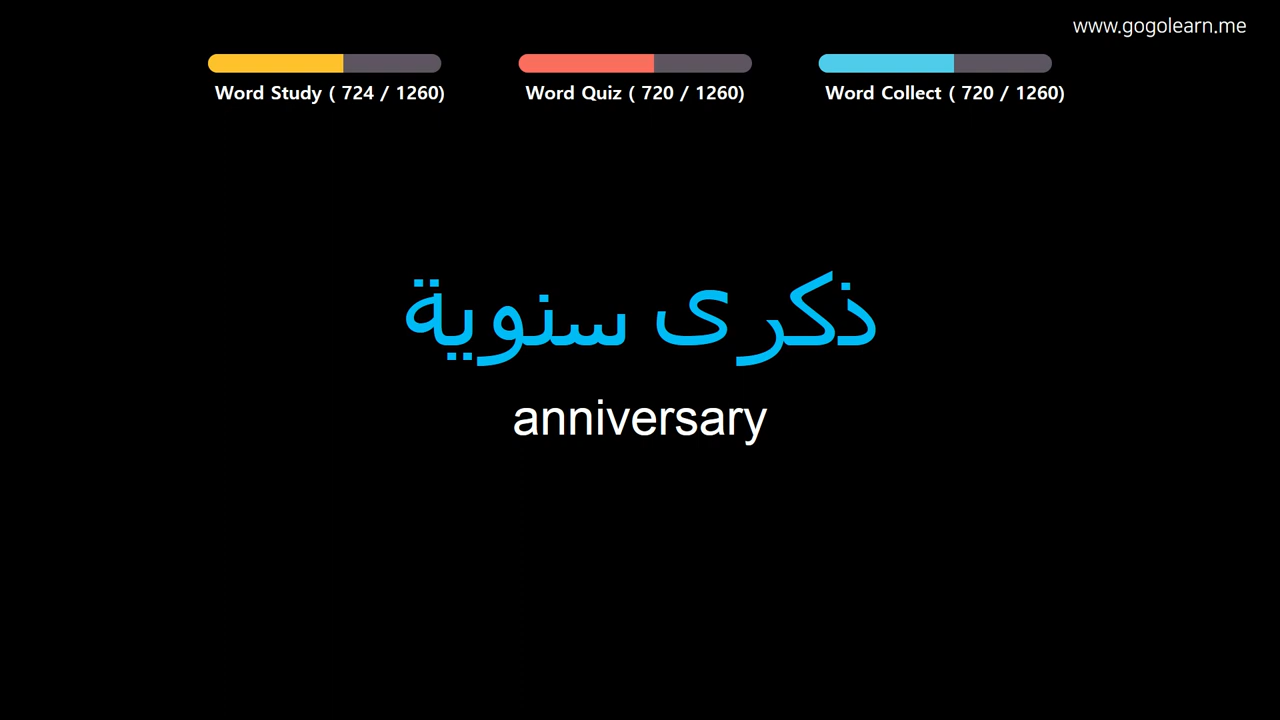 www.gogolearn.me
Word Study ( 724 / 1260)
Word Quiz ( 720 / 1260)
Word Collect ( 720 / 1260)
ذكرى سنوية
anniversary